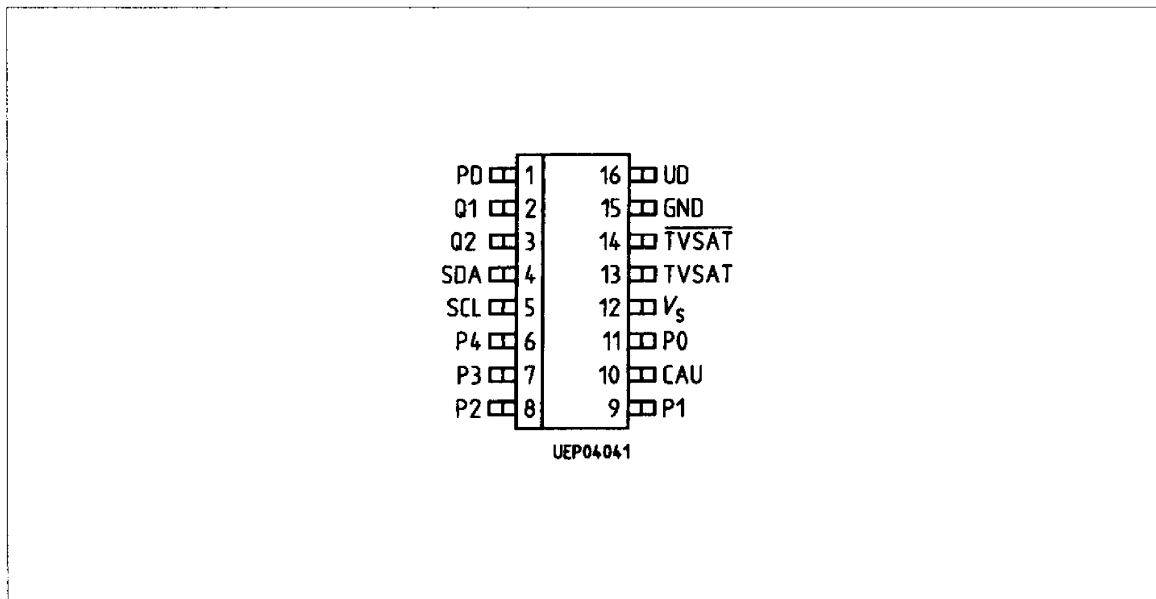 PD 1 16 UD
Q1 2 15 GND
Q2 3 14 T̅V̅S̅A̅T̅
SDA 4 13 TVSAT
SCL 5 12 VS
P4 6 11 P0
P3 7 10 CAU
P2 8 9 P1
UEP04041